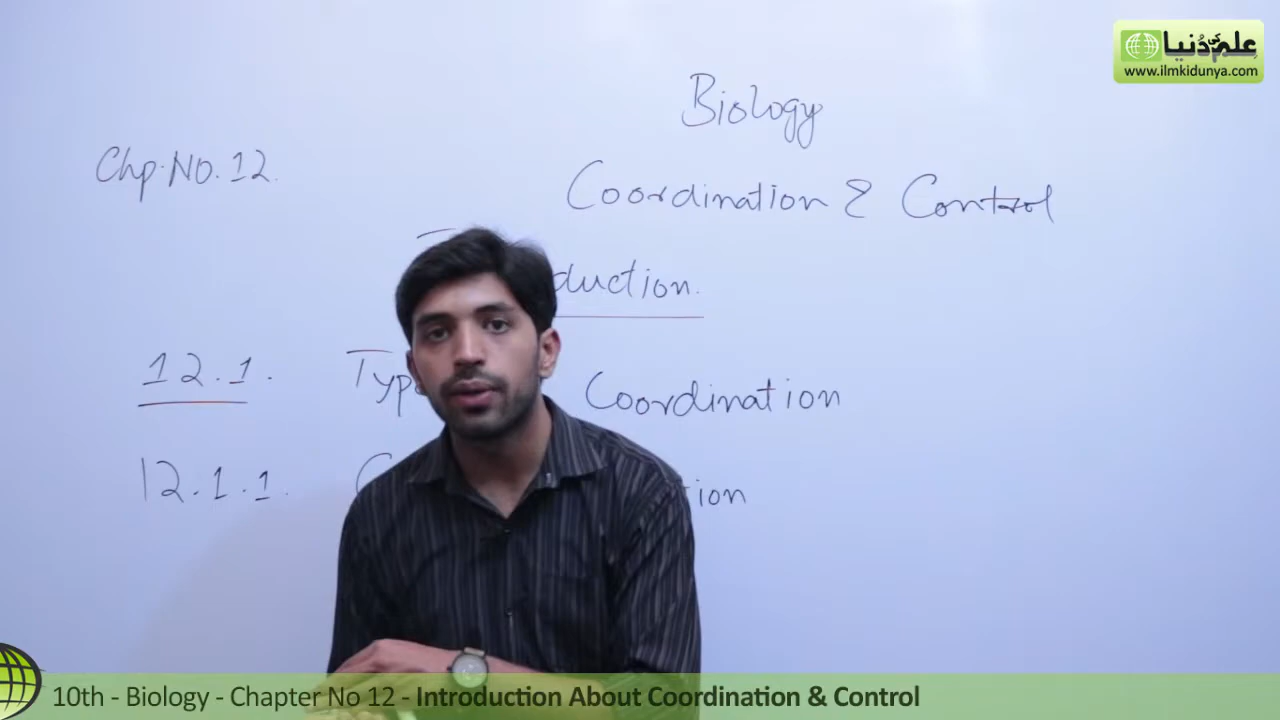 علم کی دنیا
www.ilmkidunya.com
Biology
Chp. No. 12.
Coordination & Control
duction.
12.1. Typ Coordination
12.1.1. C ion
10th - Biology - Chapter No 12 - Introduction About Coordination & Control